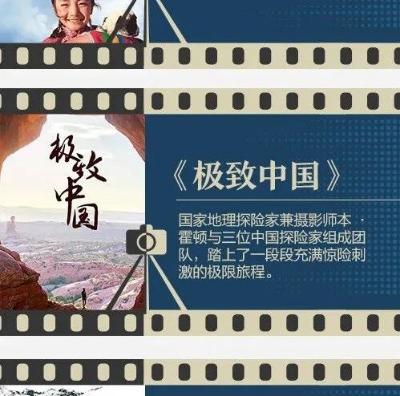 极致
中国
《极致中国》
国家地理探险家兼摄影师本·
霍顿与三位中国探险家组成团
队，踏上了一段段充满惊险刺
激的极限旅程。